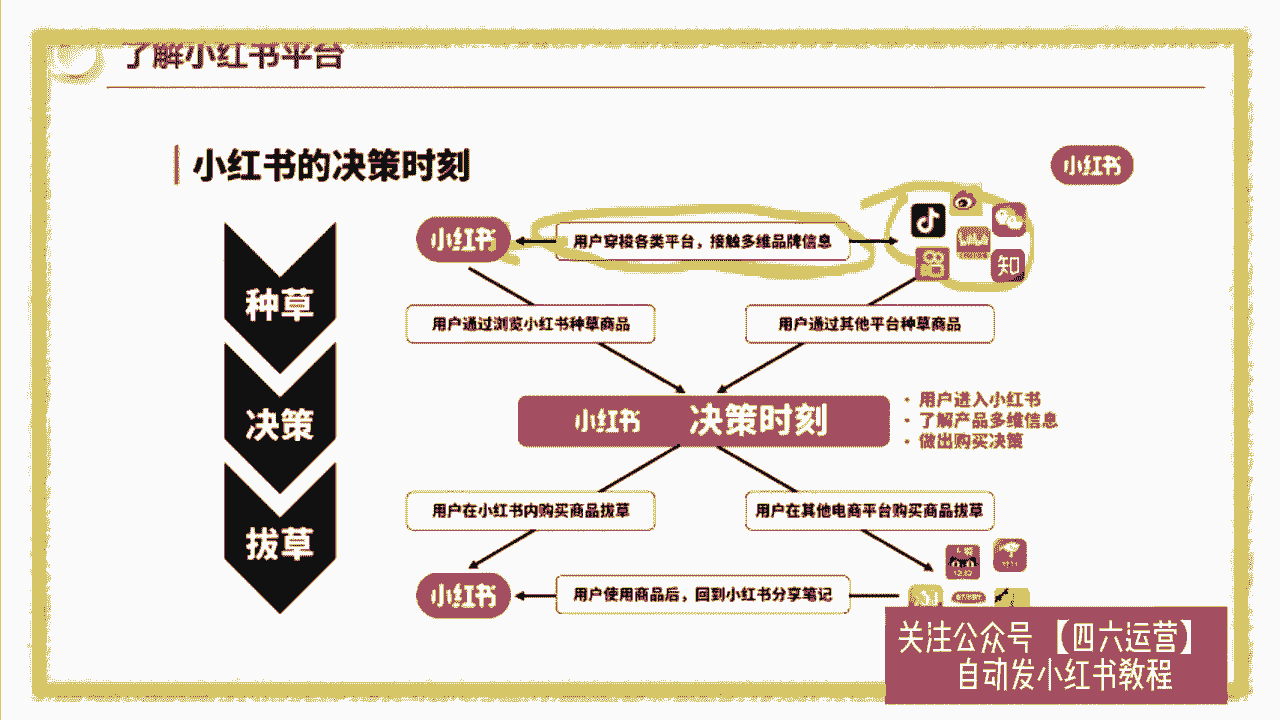 了解小红书平台
小红书的决策时刻
小红书
种草
决策
拔草
小红书
用户穿梭各类平台，接触多维品牌信息
知
用户通过浏览小红书种草商品
用户通过其他平台种草商品
小红书 决策时刻
· 用户进入小红书
· 了解产品多维信息
· 做出购买决策
用户在小红书内购买商品拔草
用户在其他电商平台购买商品拔草
小红书
用户使用商品后，回到小红书分享笔记
关注公众号【四六运营】
自动发小红书教程